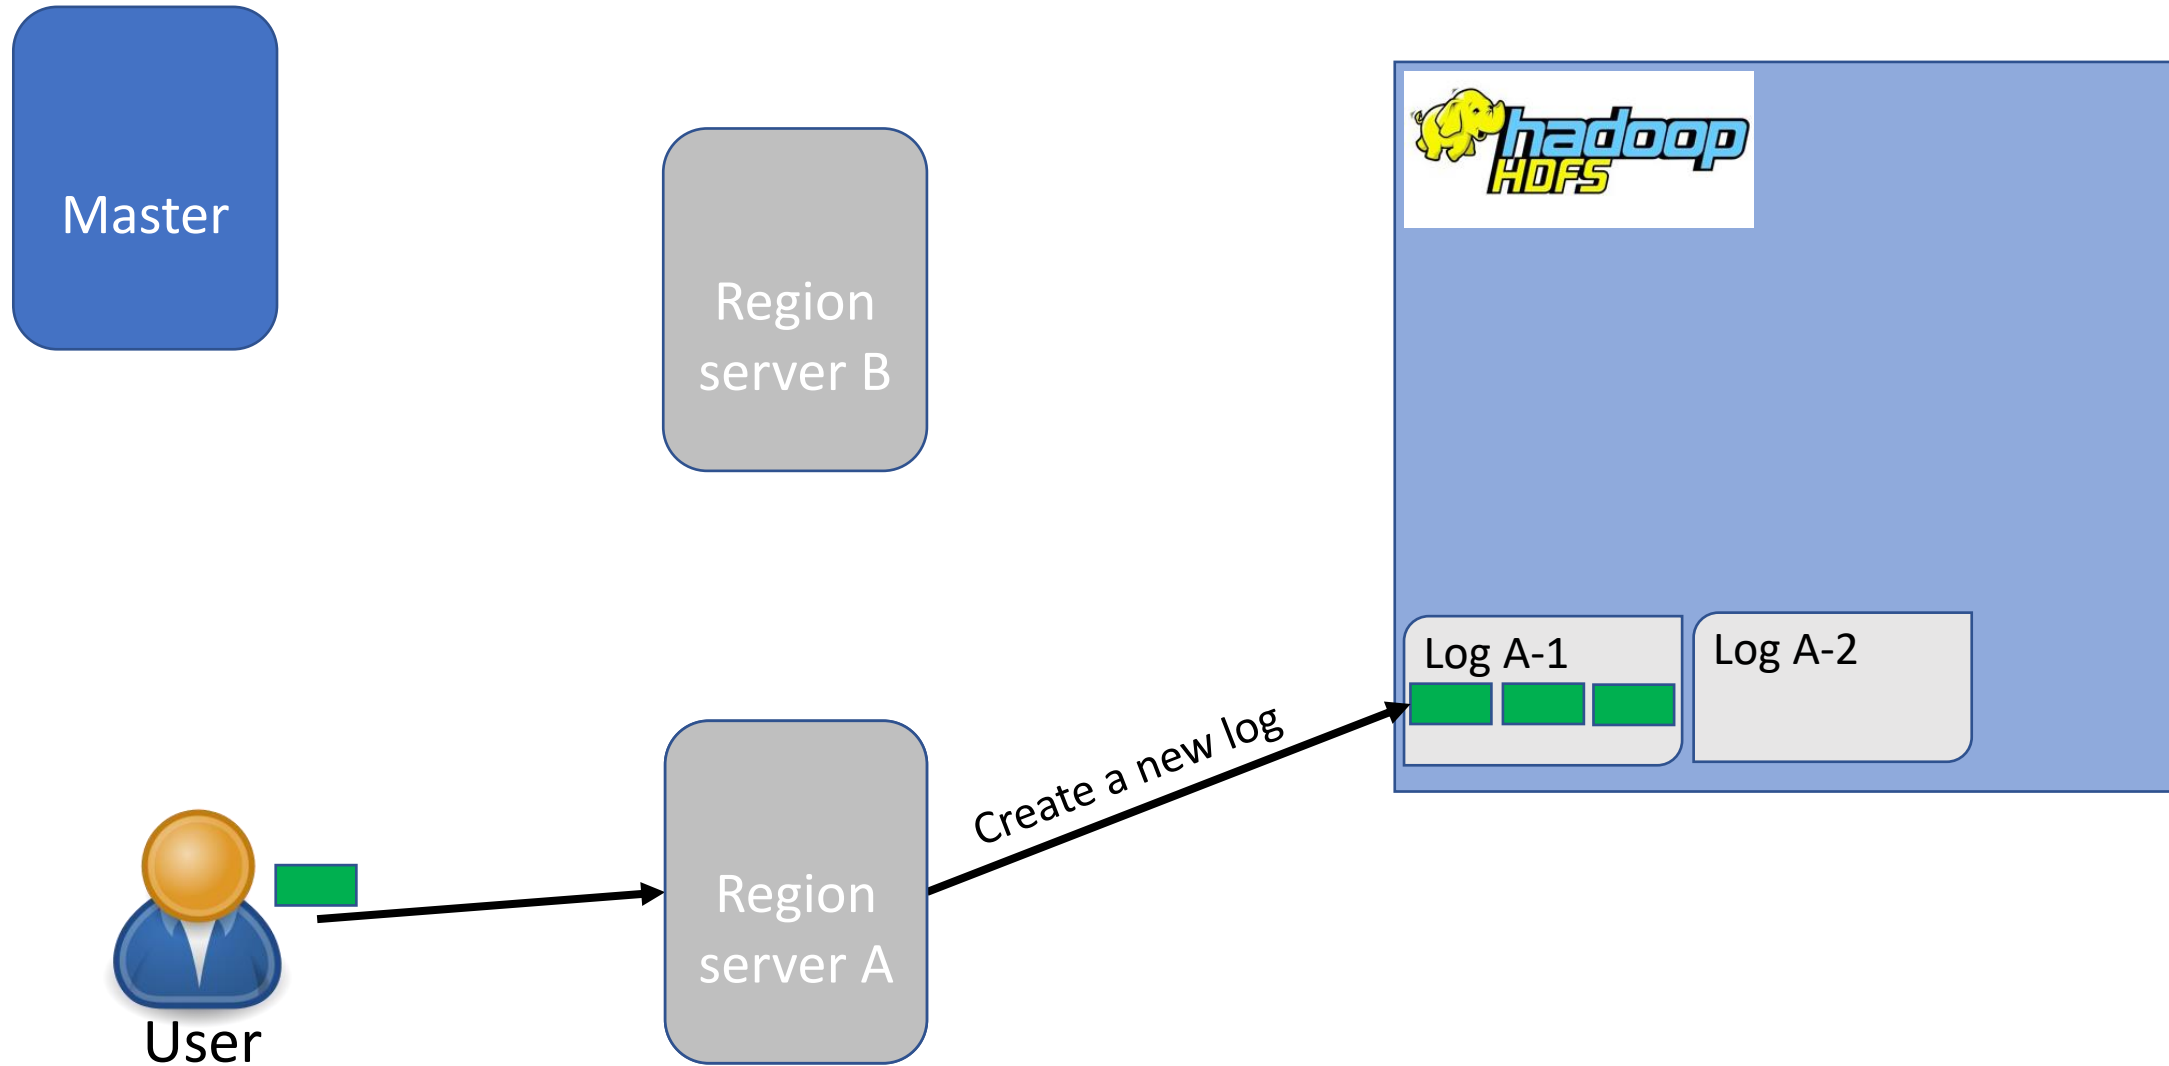 Master
Region
server B
hadoop
HDFS
Log A-1
Log A-2
Create a new log
Region
server A
User